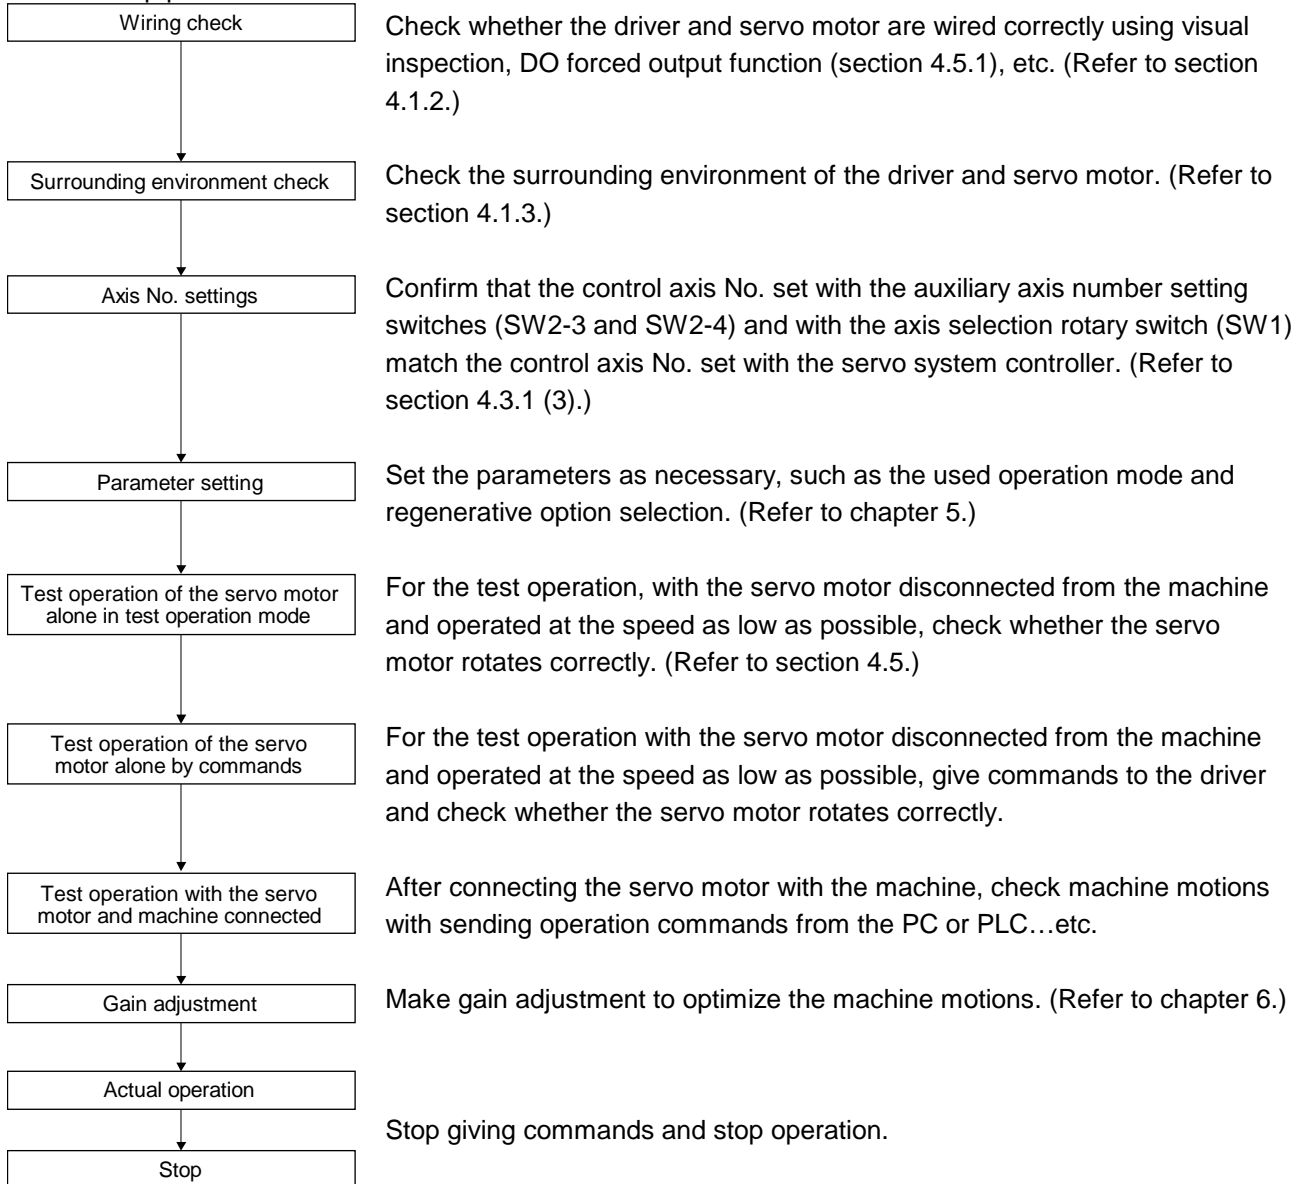 Wiring check
Check whether the driver and servo motor are wired correctly using visual
inspection, DO forced output function (section 4.5.1), etc. (Refer to section
4.1.2.)
Surrounding environment check
Check the surrounding environment of the driver and servo motor. (Refer to
section 4.1.3.)
Axis No. settings
Confirm that the control axis No. set with the auxiliary axis number setting
switches (SW2-3 and SW2-4) and with the axis selection rotary switch (SW1)
match the control axis No. set with the servo system controller. (Refer to
section 4.3.1 (3).)
Parameter setting
Set the parameters as necessary, such as the used operation mode and
regenerative option selection. (Refer to chapter 5.)
Test operation of the servo motor
alone in test operation mode
For the test operation, with the servo motor disconnected from the machine
and operated at the speed as low as possible, check whether the servo
motor rotates correctly. (Refer to section 4.5.)
Test operation of the servo
motor alone by commands
For the test operation with the servo motor disconnected from the machine
and operated at the speed as low as possible, give commands to the driver
and check whether the servo motor rotates correctly.
Test operation with the servo
motor and machine connected
After connecting the servo motor with the machine, check machine motions
with sending operation commands from the PC or PLC…etc.
Gain adjustment
Make gain adjustment to optimize the machine motions. (Refer to chapter 6.)
Actual operation
Stop giving commands and stop operation.
Stop